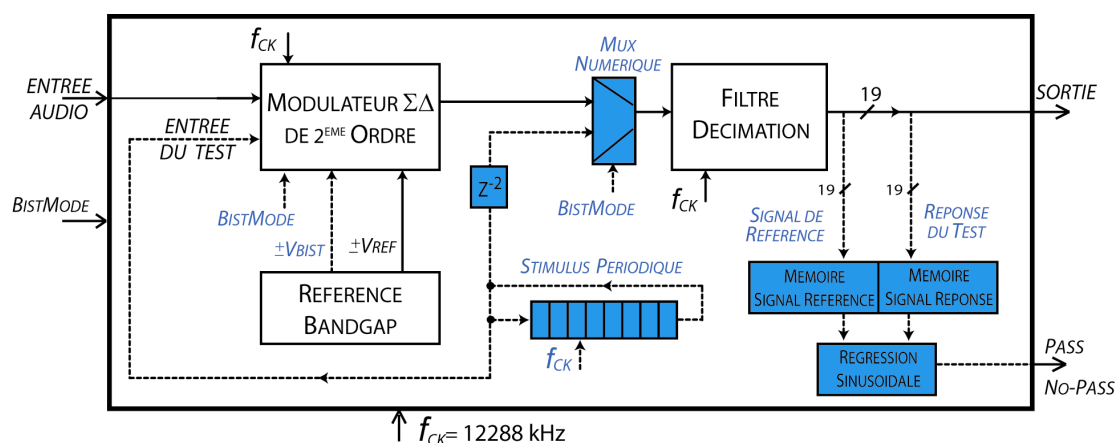 fCK
MUX
NUMERIQUE
ENTREE
AUDIO
MODULATEUR ΣΔ
DE 2EME ORDRE
FILTRE
DECIMATION
19
SORTIE
ENTREE
DU TEST
Z-2
19
19
BISTMODE
BISTMODE
fCK
BISTMODE
SIGNAL DE
REFERENCE
REPONSE
DU TEST
±VBIST
±VREF
STIMULUS PERIODIQUE
REFERENCE
BANDGAP
MEMOIRE
SIGNAL REFERENCE
MEMOIRE
SIGNAL REPONSE
fCK
REGRESSION
SINUSOIDALE
PASS
NO-PASS
fCK= 12288 kHz